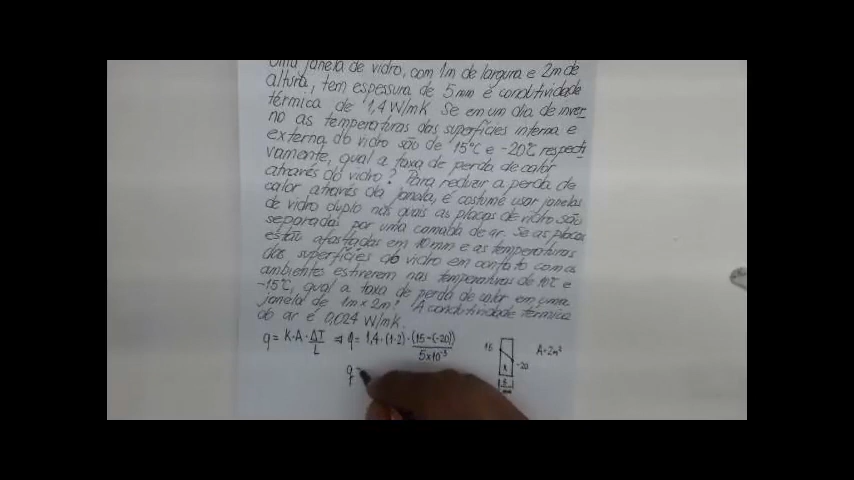 Uma janela de vidro, com 1m de largura e 2m de
altura, tem espessura de 5mm e condutividade
térmica de 1,4 W/mK. Se em um dia de inver-
no as temperaturas das superfícies interna e
externa do vidro são de 15°C e -20°C respecti-
vamente, qual a taxa de perda de calor
através do vidro? Para reduzir a perda de
calor através da janela, é costume usar janelas
de vidro duplo nas quais as placas de vidro são
separadas por uma camada de ar. Se as placas
estão afastadas em 10mm e as temperaturas
das superfícies do vidro em contato com os
ambientes estiverem nas temperaturas de 10°C e
-15°C, qual a taxa de perda de calor em uma
janela de 1m x 2m? A condutividade térmica
do ar é 0,024 W/mK.
q = K·A·ΔT/L ⇒ q = 1,4·(1·2)·(15-(-20))/5x10⁻³
15
-20
A=2m²
q =